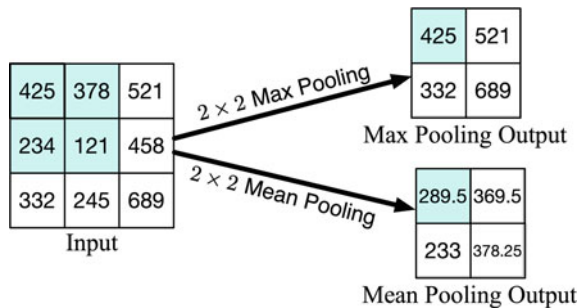 425 378 521
234 121 458
332 245 689
Input
2 × 2 Max Pooling
2 × 2 Mean Pooling
425 521
332 689
Max Pooling Output
289.5 369.5
233 378.25
Mean Pooling Output